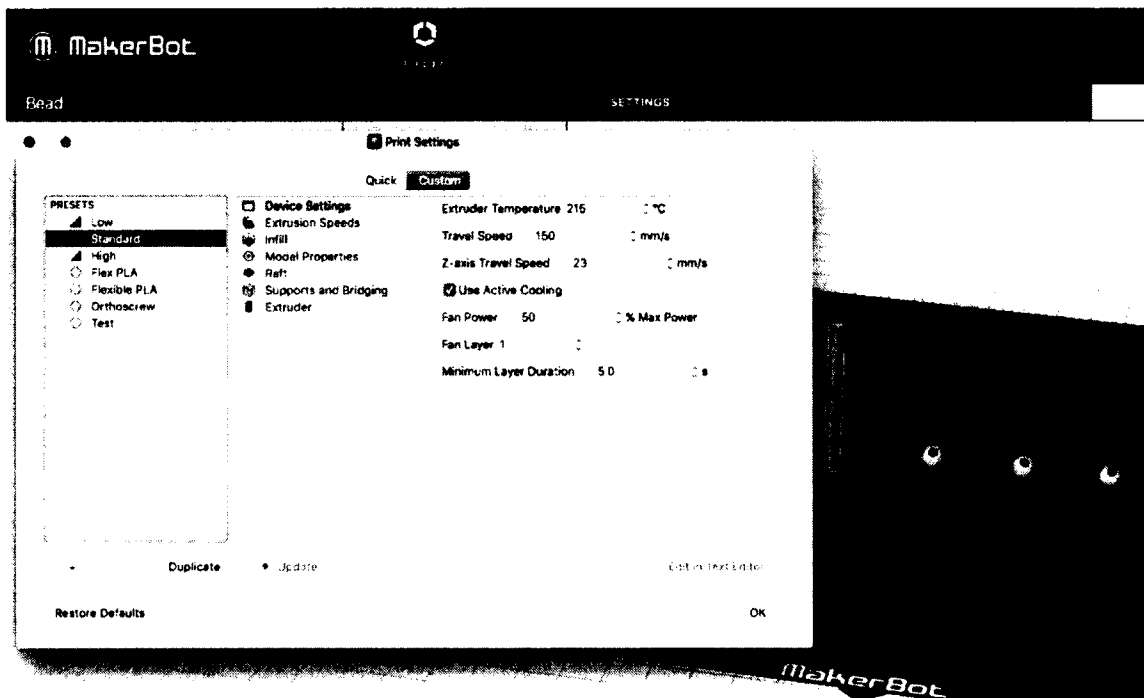 MakerBot
Bead
SETTINGS
Print Settings
Quick Custom
PRESETS
Low
Standard
High
Flex PLA
Flexible PLA
Orthoscrew
Test
Device Settings
Extrusion Speeds
Infill
Model Properties
Raft
Supports and Bridging
Extruder
Extruder Temperature 215 °C
Travel Speed 150 mm/s
Z-axis Travel Speed 23 mm/s
Use Active Cooling
Fan Power 50 % Max Power
Fan Layer 1
Minimum Layer Duration 5.0 s
Duplicate
Update
Edit in Text Editor
Restore Defaults
OK
MakerBot